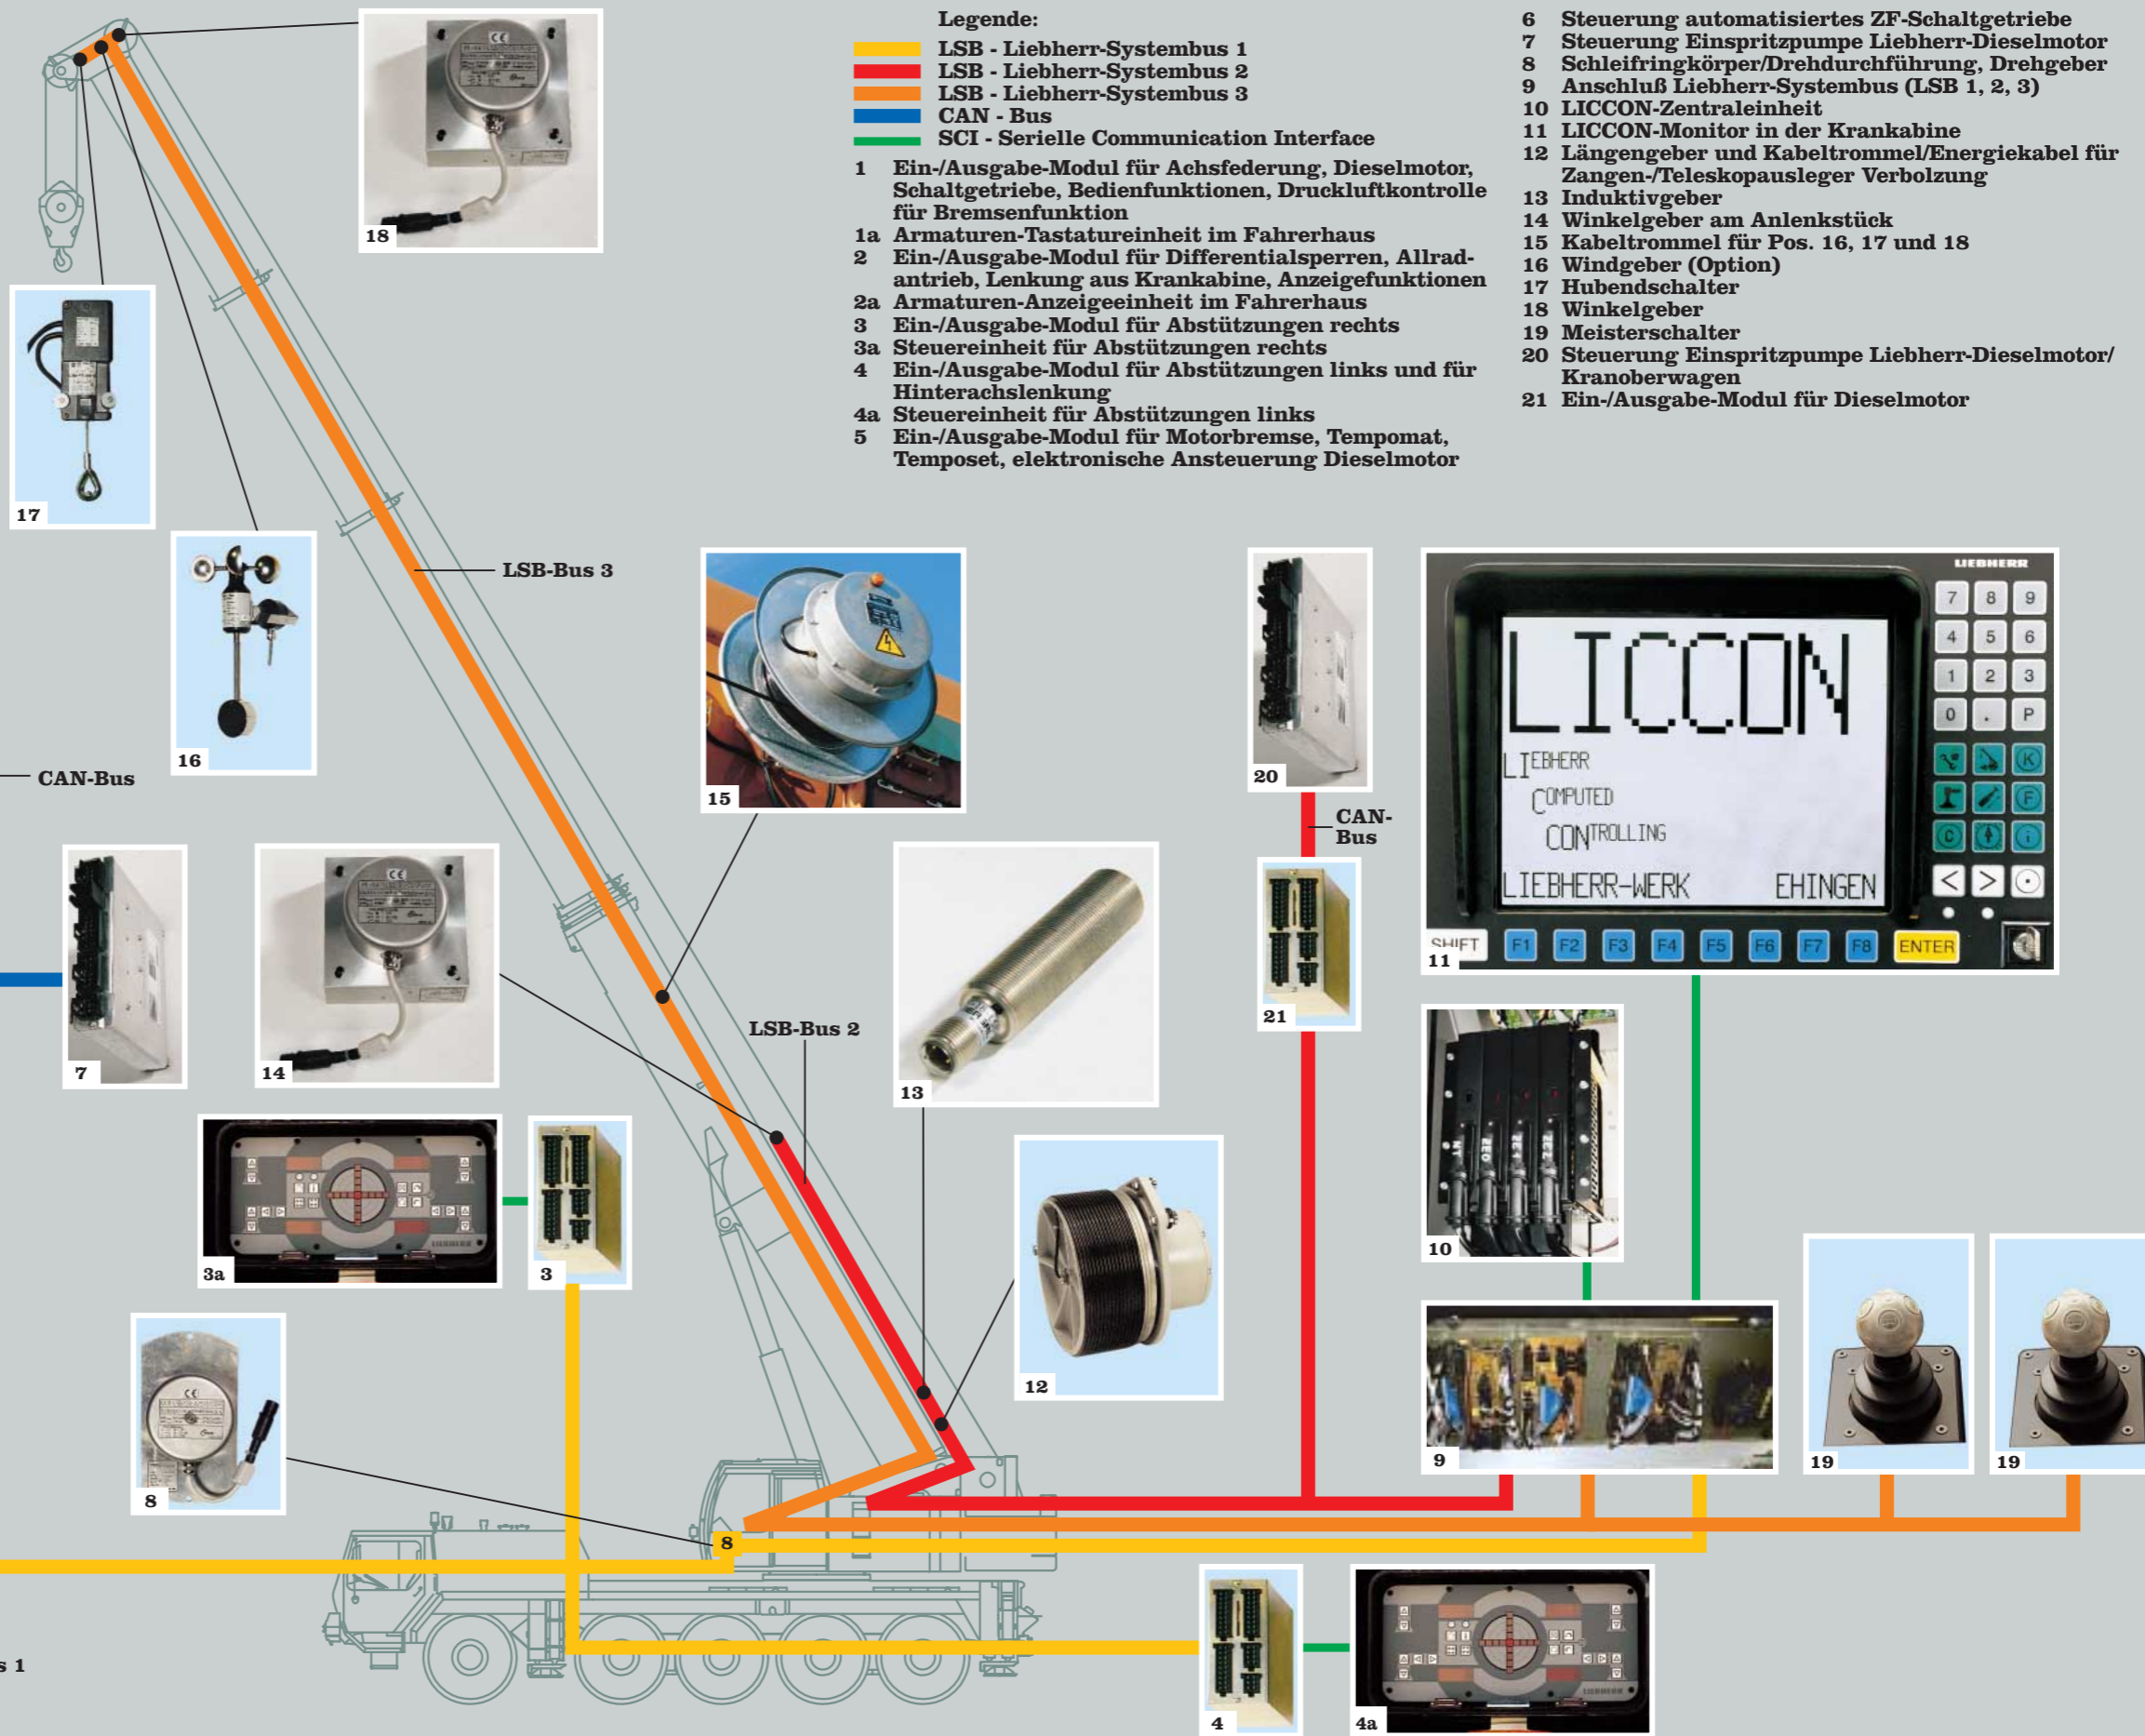 Legende:
LSB - Liebherr-Systembus 1
LSB - Liebherr-Systembus 2
LSB - Liebherr-Systembus 3
CAN - Bus
SCI - Serielle Communication Interface
1 Ein-/Ausgabe-Modul für Achsfederung, Dieselmotor,
Schaltgetriebe, Bedienfunktionen, Druckluftkontrolle
für Bremsenfunktion
1a Armaturen-Tastatureinheit im Fahrerhaus
2 Ein-/Ausgabe-Modul für Differentialsperren, Allrad-
antrieb, Lenkung aus Krankabine, Anzeigefunktionen
2a Armaturen-Anzeigeeinheit im Fahrerhaus
3 Ein-/Ausgabe-Modul für Abstützungen rechts
3a Steuereinheit für Abstützungen rechts
4 Ein-/Ausgabe-Modul für Abstützungen links und für
Hinterachslenkung
4a Steuereinheit für Abstützungen links
5 Ein-/Ausgabe-Modul für Motorbremse, Tempomat,
Temposet, elektronische Ansteuerung Dieselmotor
6 Steuerung automatisiertes ZF-Schaltgetriebe
7 Steuerung Einspritzpumpe Liebherr-Dieselmotor
8 Schleifringkörper/Drehdurchführung, Drehgeber
9 Anschluß Liebherr-Systembus (LSB 1, 2, 3)
10 LICCON-Zentraleinheit
11 LICCON-Monitor in der Krankabine
12 Längengeber und Kabeltrommel/Energiekabel für
Zangen-/Teleskopausleger Verbolzung
13 Induktivgeber
14 Winkelgeber am Anlenkstück
15 Kabeltrommel für Pos. 16, 17 und 18
16 Windgeber (Option)
17 Hubendschalter
18 Winkelgeber
19 Meisterschalter
20 Steuerung Einspritzpumpe Liebherr-Dieselmotor/
Kranoberwagen
21 Ein-/Ausgabe-Modul für Dieselmotor
CE
18
17
16
LSB-Bus 3
CAN-Bus
15
20
CAN-
Bus
LIEBHERR
7 8 9
4 5 6
1 2 3
0 . P
K
F
C i
< >
LICCON
LIEBHERR
COMPUTED
CONTROLLING
LIEBHERR-WERK EHINGEN
SHIFT F1 F2 F3 F4 F5 F6 F7 F8 ENTER
11
7
CE
14
LSB-Bus 2
13
21
10
LIEBHERR
3a
3
12
CE
8
9
19
19
8
4
LIEBHERR
4a
s 1